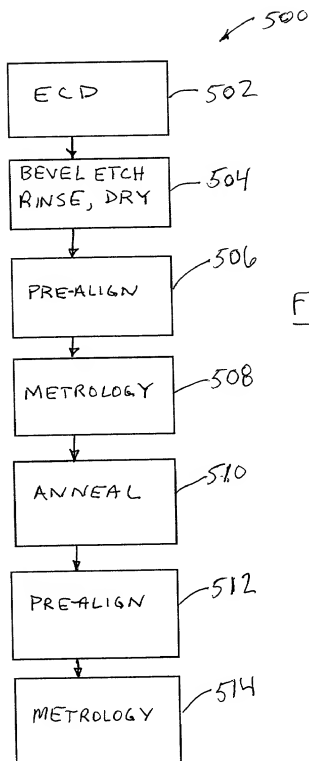 500
ECD
502
BEVEL ETCH
RINSE, DRY
504
PRE-ALIGN
506
F
METROLOGY
508
ANNEAL
510
PRE-ALIGN
512
METROLOGY
514